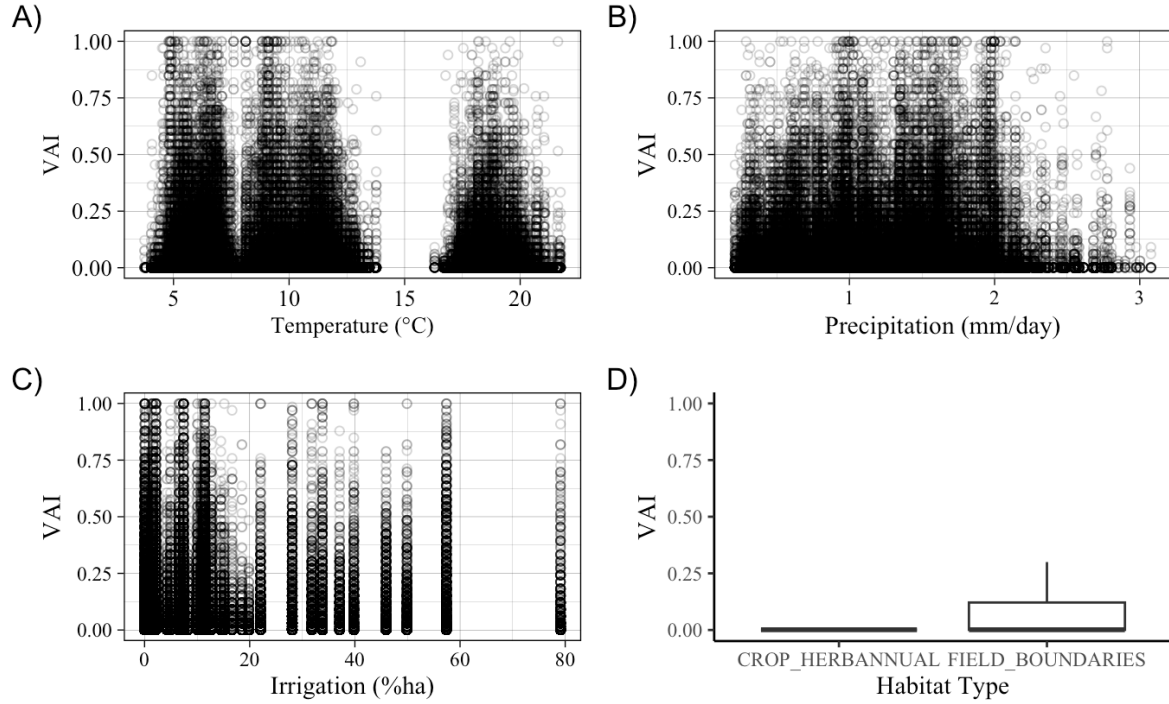 A)
1.00
0.75
0.50
0.25
0.00
VAI
5 10 15 20
Temperature (°C)
B)
1.00
0.75
0.50
0.25
0.00
VAI
1 2 3
Precipitation (mm/day)
C)
1.00
0.75
0.50
0.25
0.00
VAI
0 20 40 60 80
Irrigation (%ha)
D)
1.00
0.75
0.50
0.25
0.00
VAI
CROP_HERBANNUAL FIELD_BOUNDARIES
Habitat Type